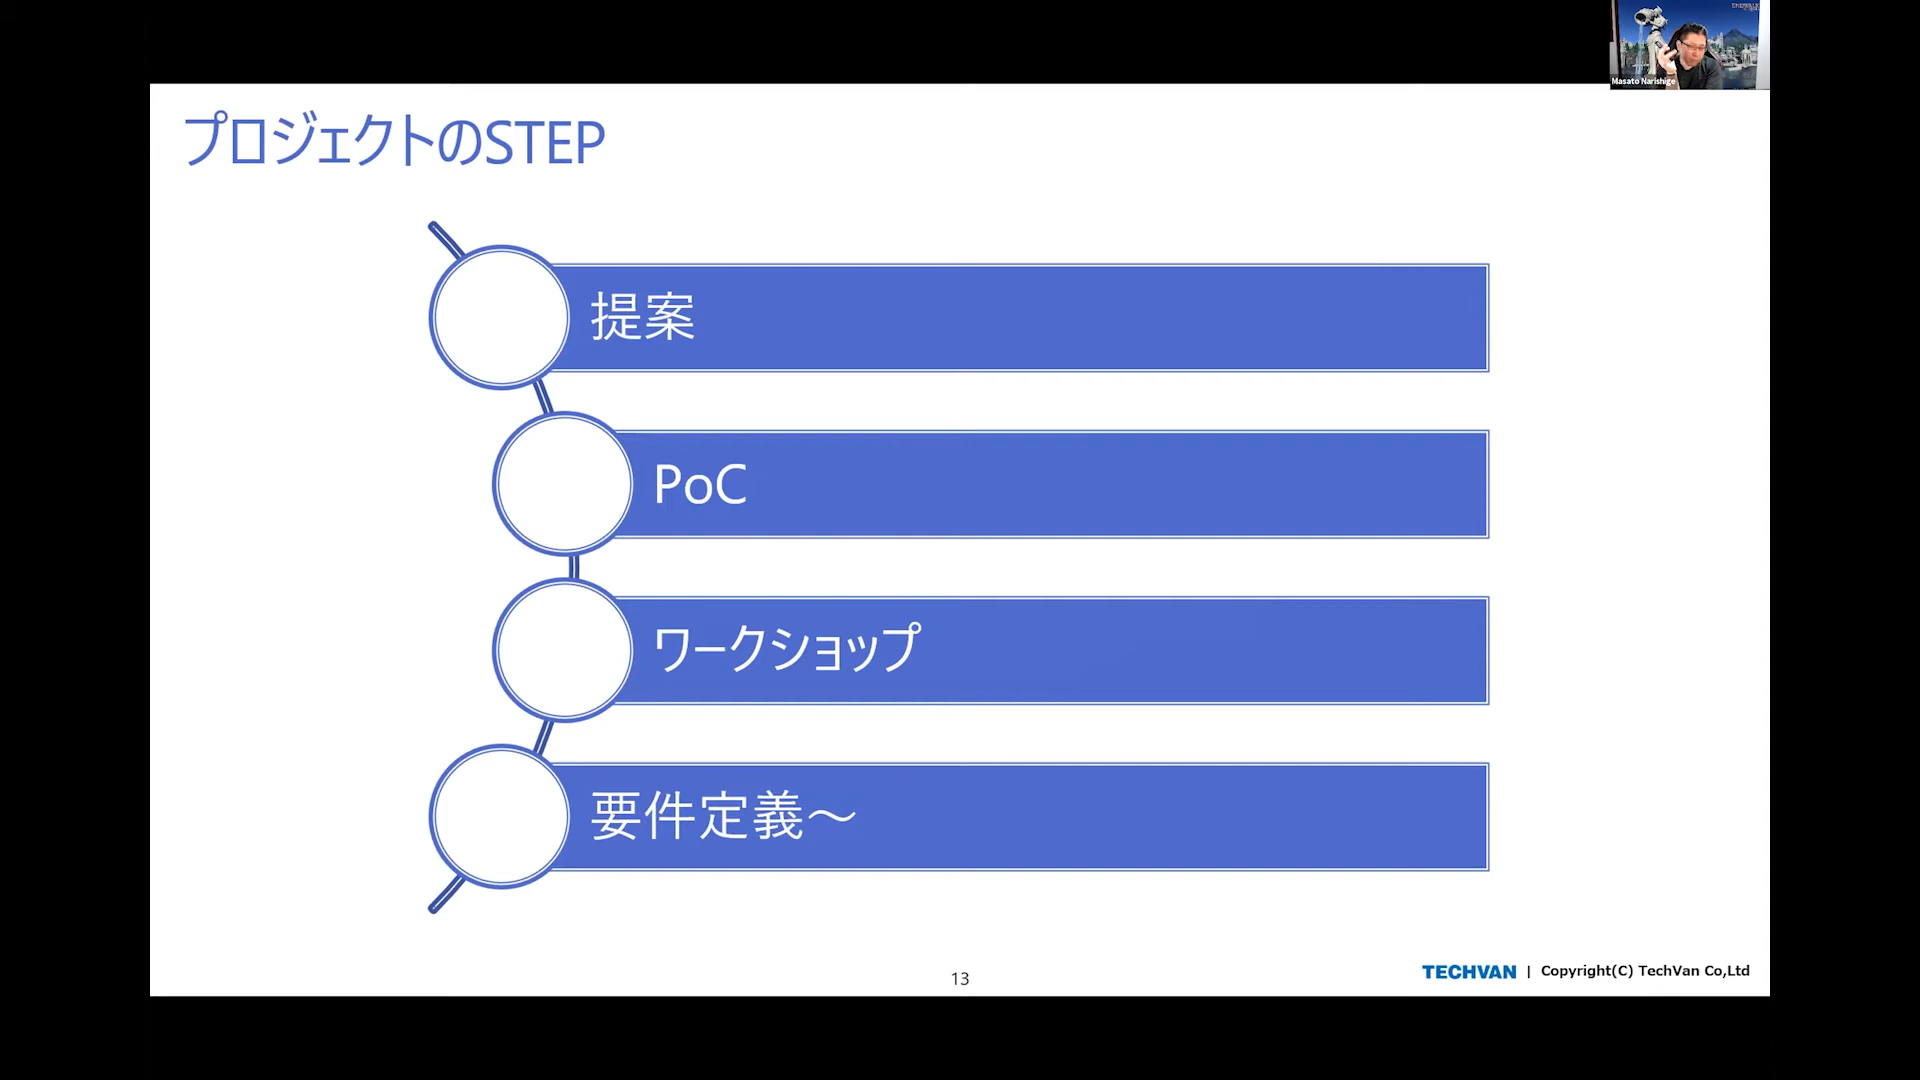 Masato Narishige
プロジェクトのSTEP
提案
PoC
ワークショップ
要件定義～
13
TECHVAN | Copyright(C) TechVan Co,Ltd